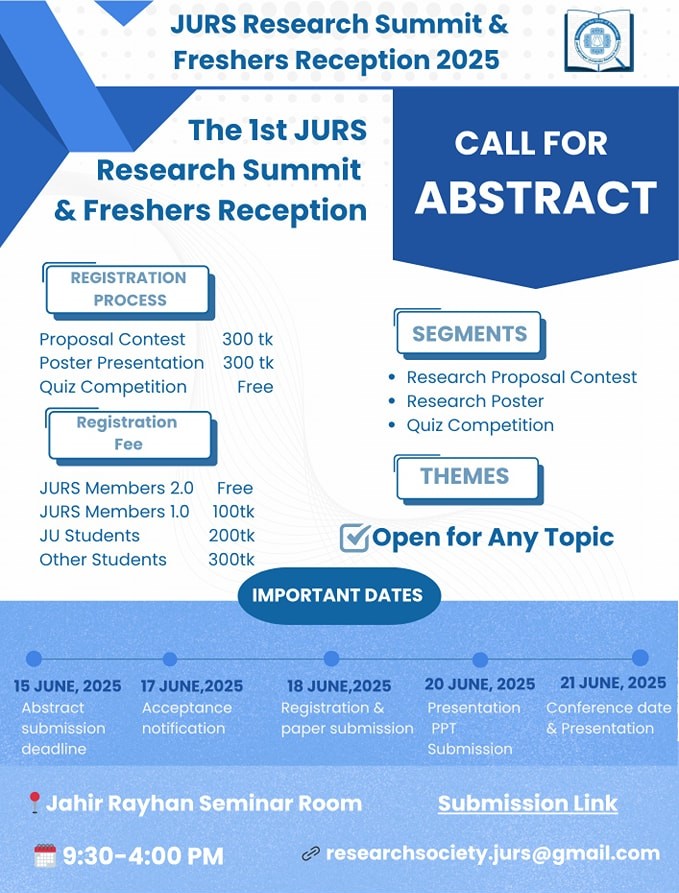 JURS Research Summit &
Freshers Reception 2025
The 1st JURS
Research Summit
& Freshers Reception
CALL FOR
ABSTRACT
REGISTRATION
PROCESS
Proposal Contest 300 tk
Poster Presentation 300 tk
Quiz Competition Free
Registration
Fee
JURS Members 2.0 Free
JURS Members 1.0 100tk
JU Students 200tk
Other Students 300tk
SEGMENTS
• Research Proposal Contest
• Research Poster
• Quiz Competition
THEMES
Open for Any Topic
IMPORTANT DATES
15 JUNE, 2025
Abstract
submission
deadline
17 JUNE,2025
Acceptance
notification
18 JUNE,2025
Registration &
paper submission
20 JUNE, 2025
Presentation
PPT
Submission
21 JUNE, 2025
Conference date
& Presentation
Jahir Rayhan Seminar Room
Submission Link
9:30-4:00 PM
researchsociety.jurs@gmail.com